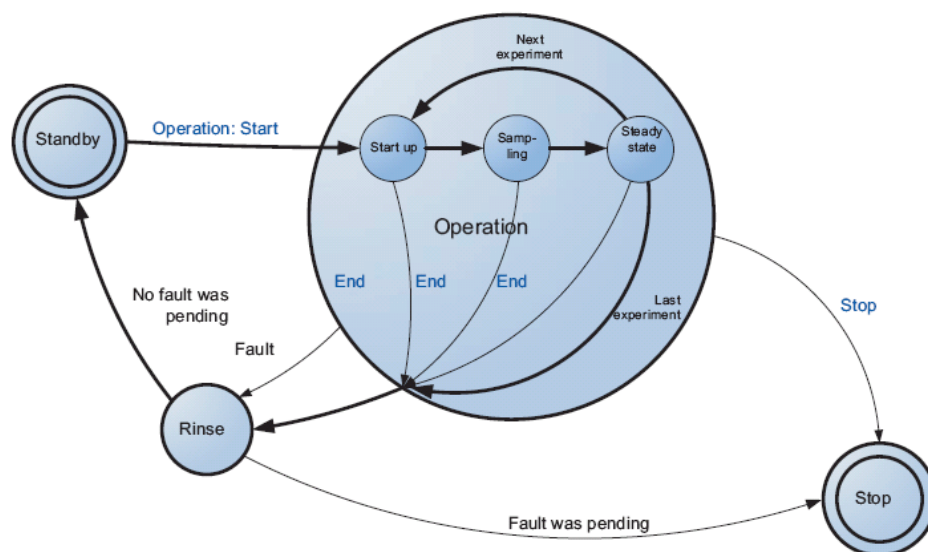 Next
experiment
Standby
Operation: Start
Start up
Samp-
ling
Steady
state
Operation
End
End
End
Last
experiment
Stop
No fault was
pending
Fault
Rinse
Stop
Fault was pending